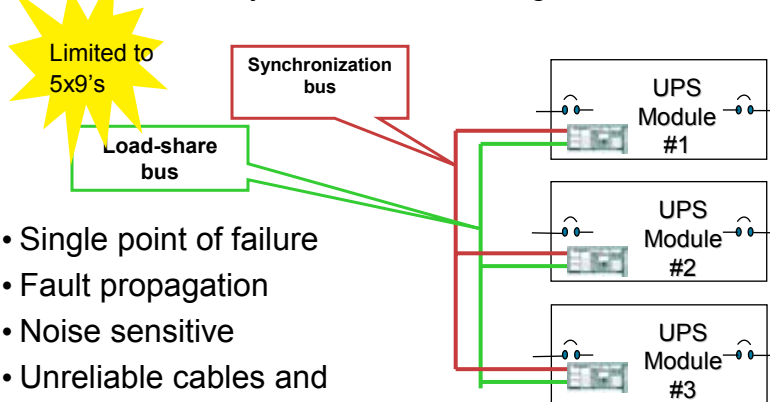 Limited to
5x9's
Synchronization
bus
Load-share
bus
• Single point of failure
• Fault propagation
• Noise sensitive
• Unreliable cables and
UPS
Module
#1
UPS
Module
#2
UPS
Module
#3